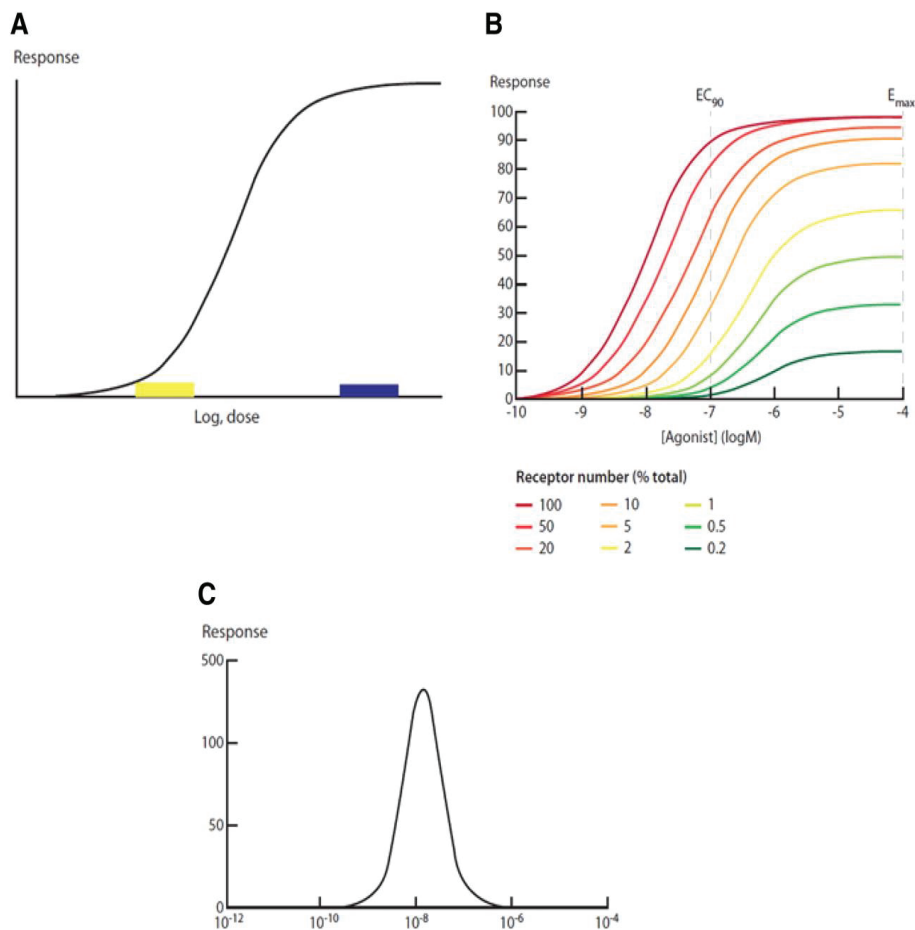 A
Response
Log, dose
B
Response
EC90
Emax
100
90
80
70
60
50
40
30
20
10
0
-10 -9 -8 -7 -6 -5 -4
[Agonist] (logM)
Receptor number (% total)
100 10 1
50 5 0.5
20 2 0.2
C
Response
500
100
50
0
10-12 10-10 10-8 10-6 10-4